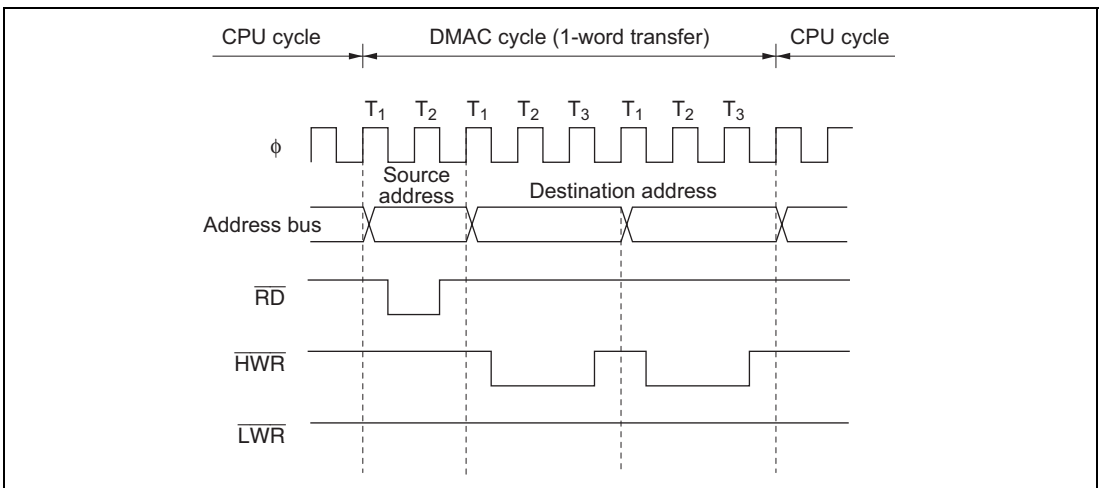 CPU cycle DMAC cycle (1-word transfer) CPU cycle
T1 T2 T1 T2 T3 T1 T2 T3
ϕ
Source
address Destination address
Address bus
RD
HWR
LWR